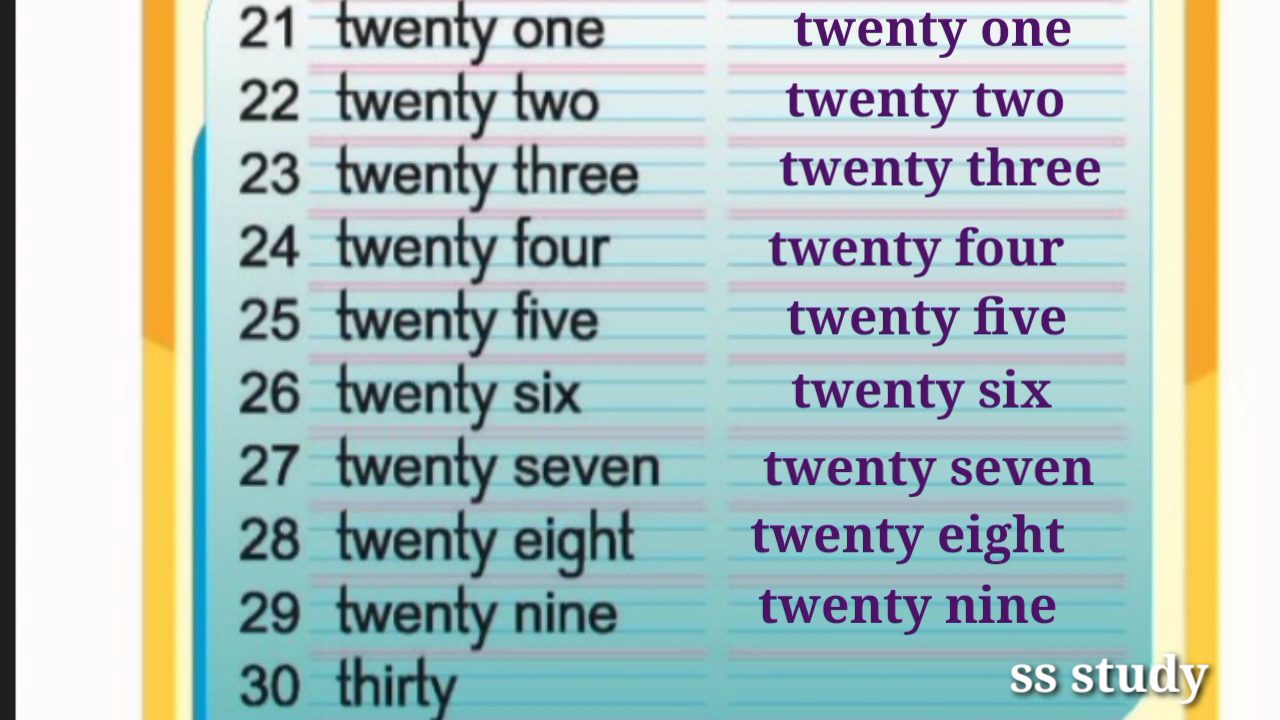 21 twenty one twenty one
22 twenty two twenty two
23 twenty three twenty three
24 twenty four twenty four
25 twenty five twenty five
26 twenty six twenty six
27 twenty seven twenty seven
28 twenty eight twenty eight
29 twenty nine twenty nine
30 thirty
ss study